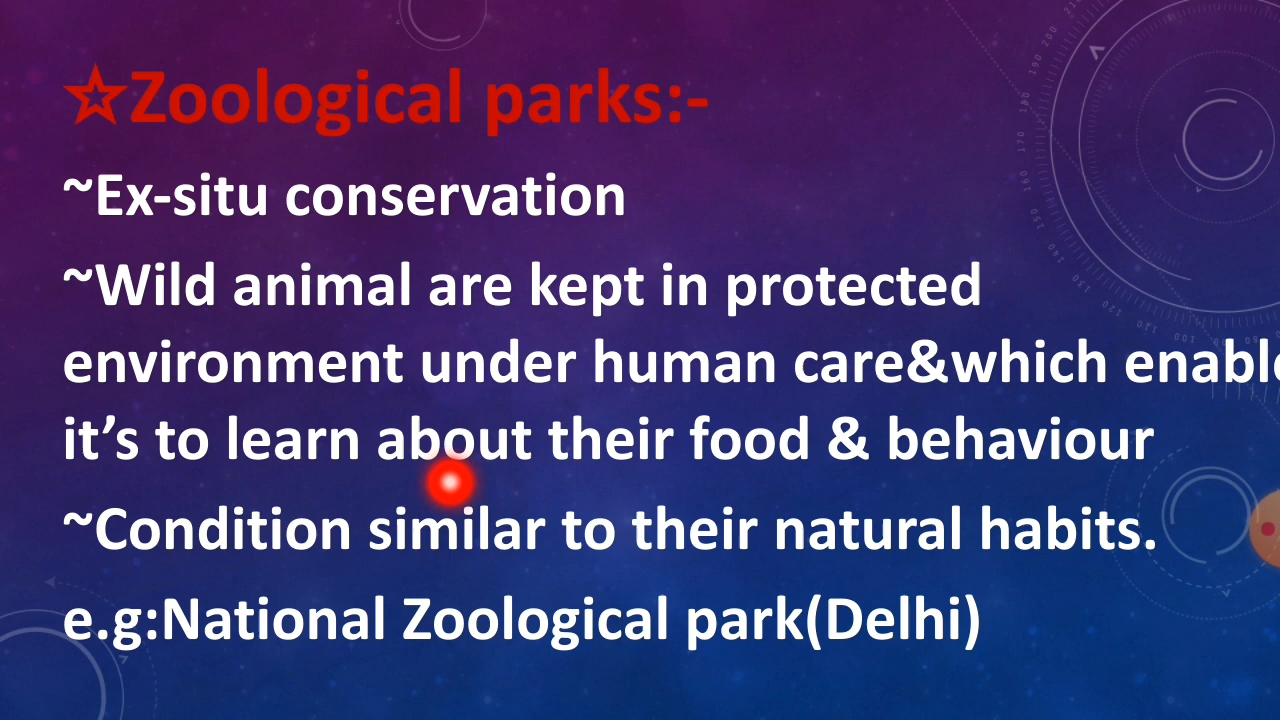 ☆Zoological parks:-
~Ex-situ conservation
~Wild animal are kept in protected
environment under human care&which enable
it’s to learn about their food & behaviour
~Condition similar to their natural habits.
e.g:National Zoological park(Delhi)